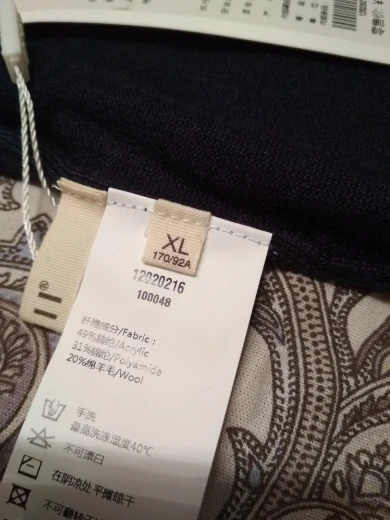 XL
170/92A
12020216
100048
纤维成分/Fabric：
49%腈纶/Acrylic
31%锦纶/Polyamide
20%绵羊毛/Wool
手洗
最高洗涤温度40℃
不可漂白
在阴凉处平摊晾干
不可翻转干